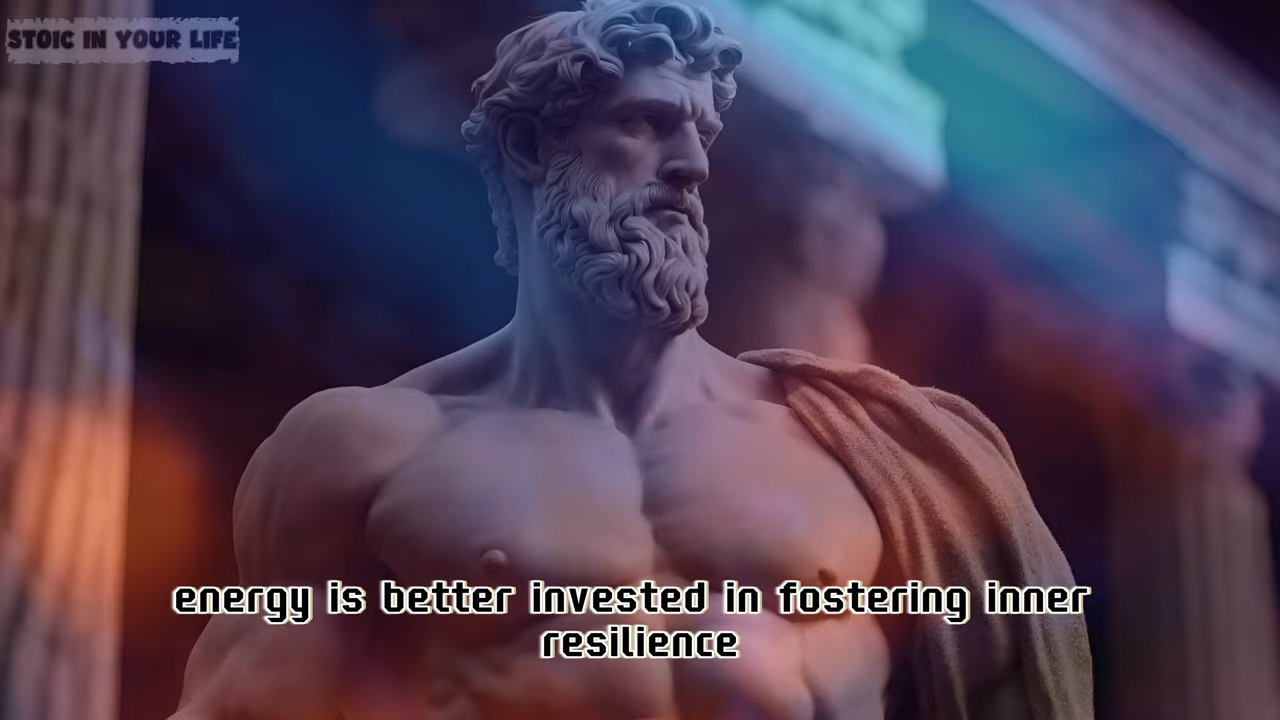 STOIC IN YOUR LIFE
energy is better invested in fostering inner
resilience